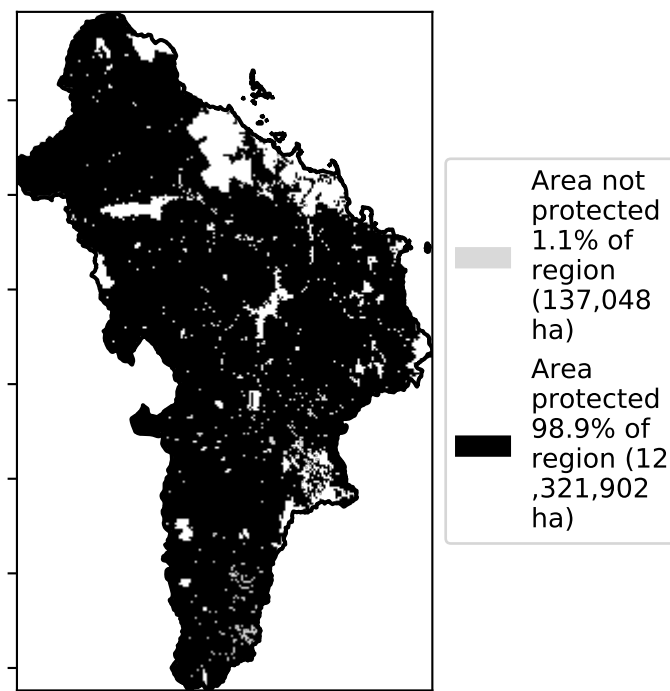 Area not
protected
1.1% of
region
(137,048
ha)
Area
protected
98.9% of
region (12
,321,902
ha)